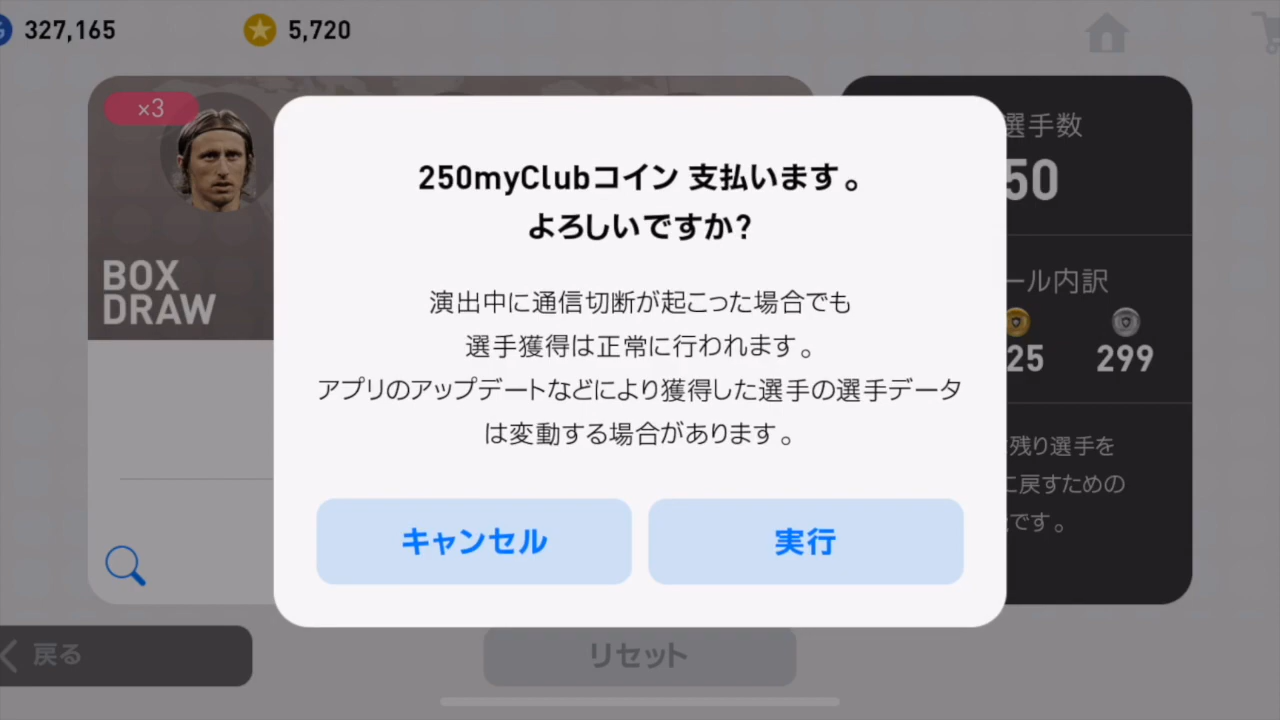 327,165
5,720
×3
BOX
DRAW
250myClubコイン 支払います。
よろしいですか?
演出中に通信切断が起こった場合でも
選手獲得は正常に行われます。
アプリのアップデートなどにより獲得した選手の選手データ
は変動する場合があります。
キャンセル
実行
選手数
50
ール内訳
25
299
残り選手を
に戻すための
です。
戻る
リセット